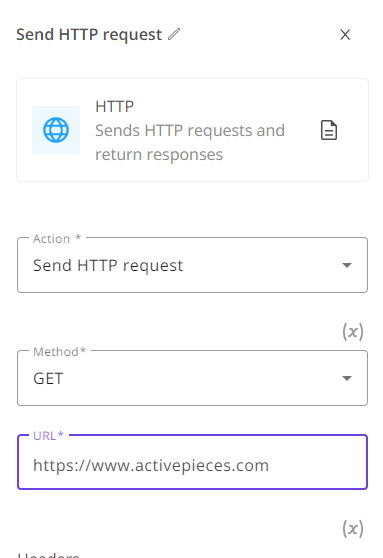 Send HTTP request
HTTP
Sends HTTP requests and
return responses
Action *
Send HTTP request
(x)
Method*
GET
URL*
https://www.activepieces.com
(x)
Headers